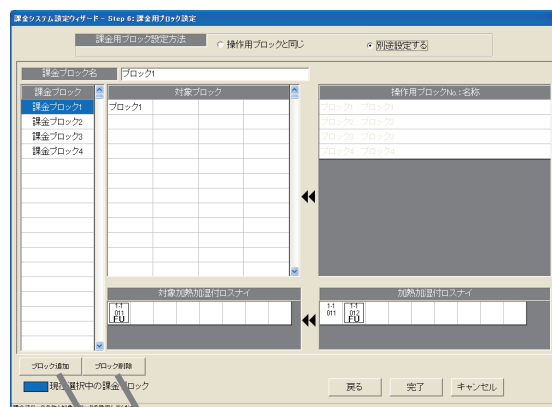 課金システム設定ウィザード - Step 6: 課金用ブロック設定
課金用ブロック設定方法
操作用ブロックと同じ
別途設定する
課金ブロック名
ブロック1
課金ブロック
対象ブロック
操作用ブロックNo.:名称
課金ブロック1
ブロック1
ブロック1 : ブロック1
課金ブロック2
ブロック2 : ブロック2
課金ブロック3
ブロック3 : ブロック3
課金ブロック4
ブロック4 : ブロック4
対象加熱加湿付ロスナイ
加熱加湿付ロスナイ
1-1
011
FU
1-1
011
1-1
012
FU
ブロック追加
ブロック削除
現在選択中の課金ブロック
戻る
完了
キャンセル